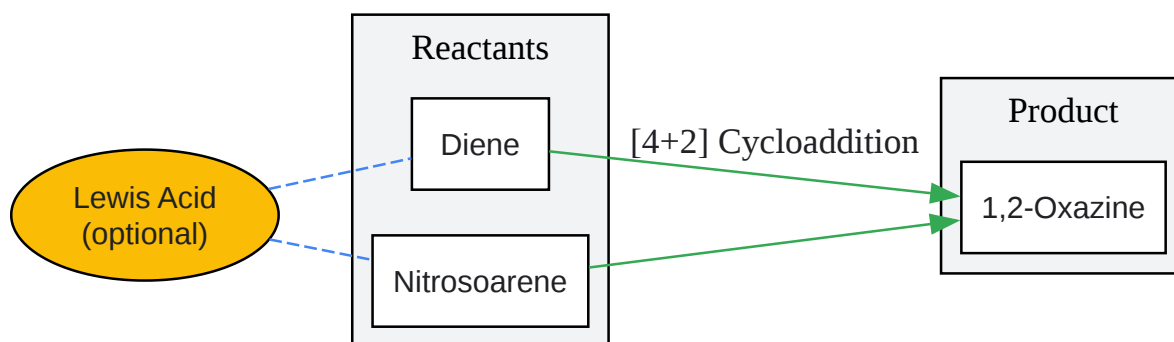 Reactants
Diene
[4+2] Cycloaddition
Product
Lewis Acid
(optional)
1,2-Oxazine
Nitrosoarene